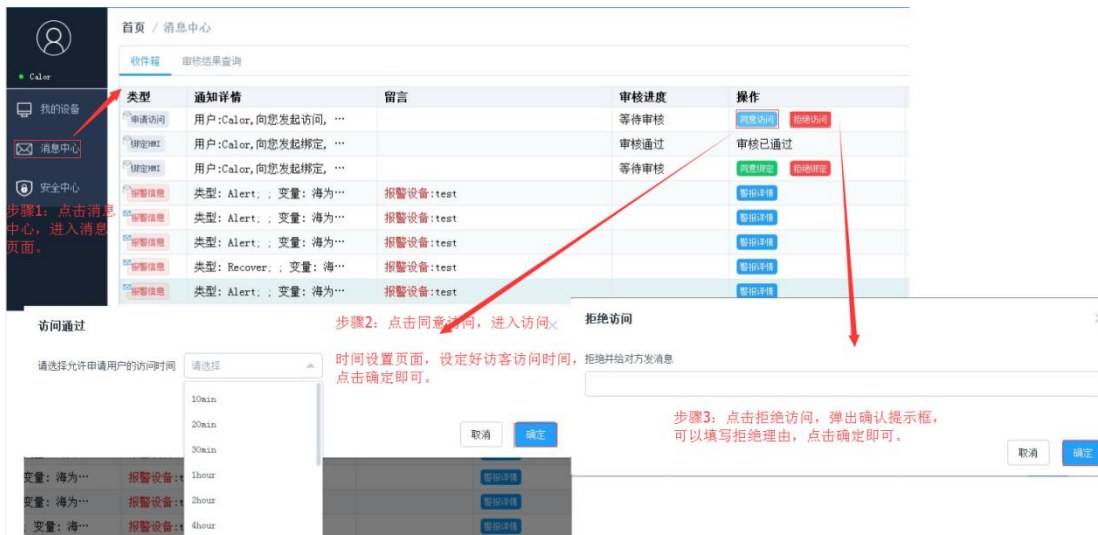 首页 / 消息中心
收件箱 审核结果查询
Calor
我的设备
消息中心
安全中心
步骤1：点击消息
中心，进入消息
页面。
类型 通知详情 留言 审核进度 操作
申请访问 用户:Calor,向您发起访问, … 等待审核 同意访问 拒绝访问
绑定HMI 用户:Calor,向您发起绑定, … 审核通过 审核已通过
绑定HMI 用户:Calor,向您发起绑定, … 等待审核 同意绑定 拒绝绑定
报警信息 类型: Alert; ; 变量: 海为… 报警设备:test 警报详情
报警信息 类型: Alert; ; 变量: 海为… 报警设备:test 警报详情
报警信息 类型: Alert; ; 变量: 海为… 报警设备:test 警报详情
报警信息 类型: Recover; ; 变量: 海… 报警设备:test 警报详情
报警信息 类型: Alert; ; 变量: 海为… 报警设备:test 警报详情
访问通过
请选择允许申请用户的访问时间 请选择
10min
20min
30min
1hour
2hour
4hour
取消 确定
步骤2：点击同意访问，进入访问
时间设置页面，设定好访客访问时间，
点击确定即可。
拒绝访问
拒绝并给对方发消息
步骤3：点击拒绝访问，弹出确认提示框，
可以填写拒绝理由，点击确定即可。
取消 确定
变量: 海为… 报警设备:t 警报详情
变量: 海为… 报警设备:t 警报详情
变量: 海… 报警设备:t 警报详情